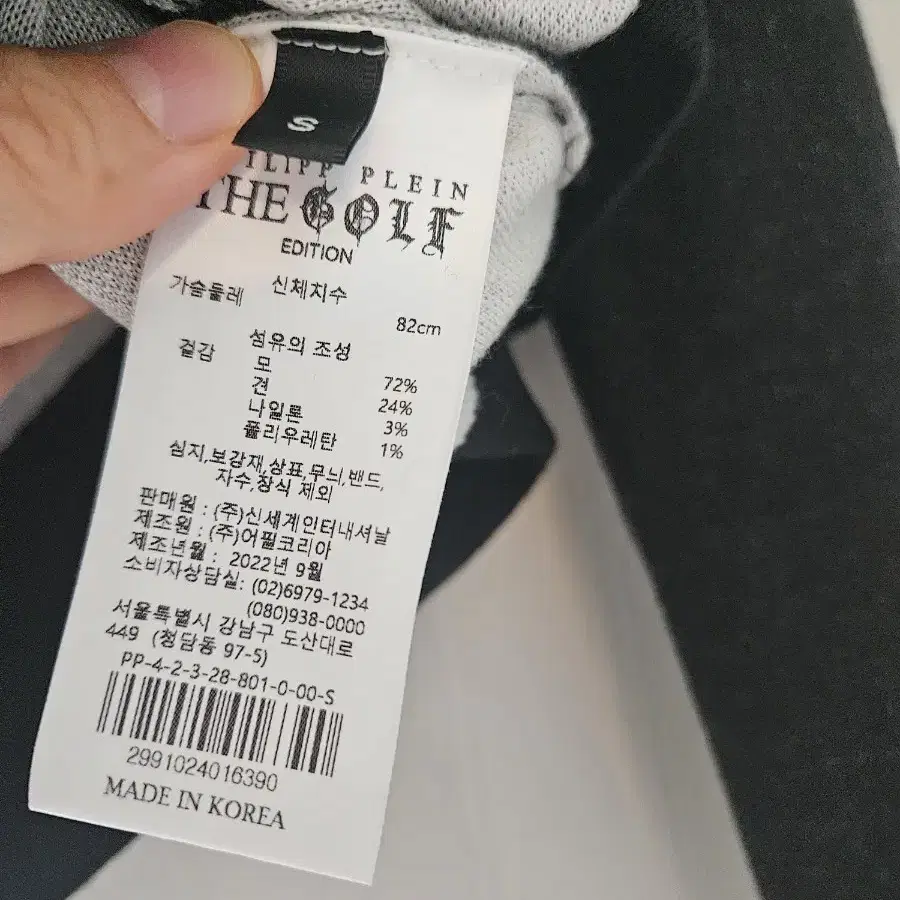 S
ILIPP PLEIN
THE GOLF
EDITION
신체치수
가슴둘레 82cm
섬유의 조성
겉감
모 72%
견 24%
나일론 3%
폴리우레탄 1%
심지,보강재,상표,무늬,밴드,
자수,장식 제외
판매원 : (주)신세계인터내셔날
제조원 : (주)어필코리아
제조년월 : 2022년 9월
소비자상담실: (02)6979-1234
(080)938-0000
서울특별시 강남구 도산대로
449 (청담동 97-5)
PP-4-2-3-28-801-0-00-S
2991024016390
MADE IN KOREA